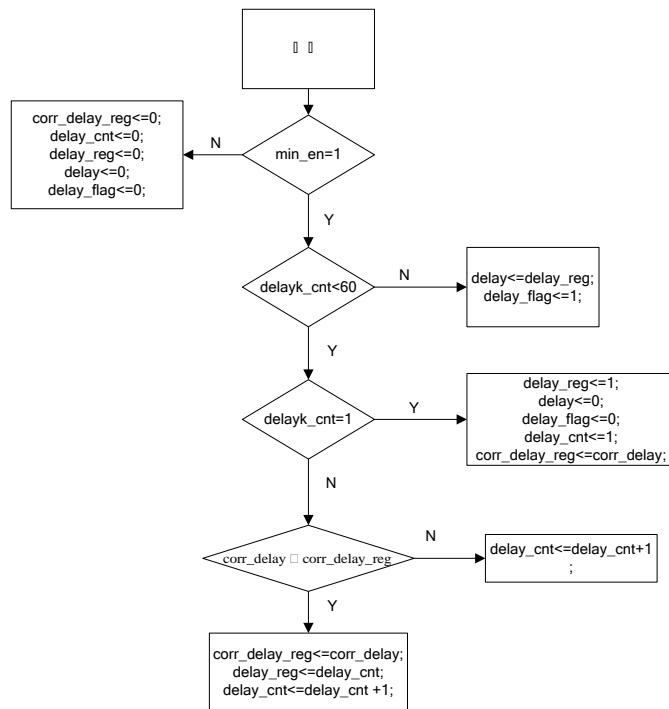 corr_delay_reg<=0;
delay_cnt<=0;
delay_reg<=0;
delay<=0;
delay_flag<=0;
N
min_en=1
Y
delayk_cnt<60
N
delay<=delay_reg;
delay_flag<=1;
Y
delayk_cnt=1
Y
delay_reg<=1;
delay<=0;
delay_flag<=0;
delay_cnt<=1;
corr_delay_reg<=corr_delay;
N
corr_delay □ corr_delay_reg
N
delay_cnt<=delay_cnt+1
;
Y
corr_delay_reg<=corr_delay;
delay_reg<=delay_cnt;
delay_cnt<=delay_cnt +1;